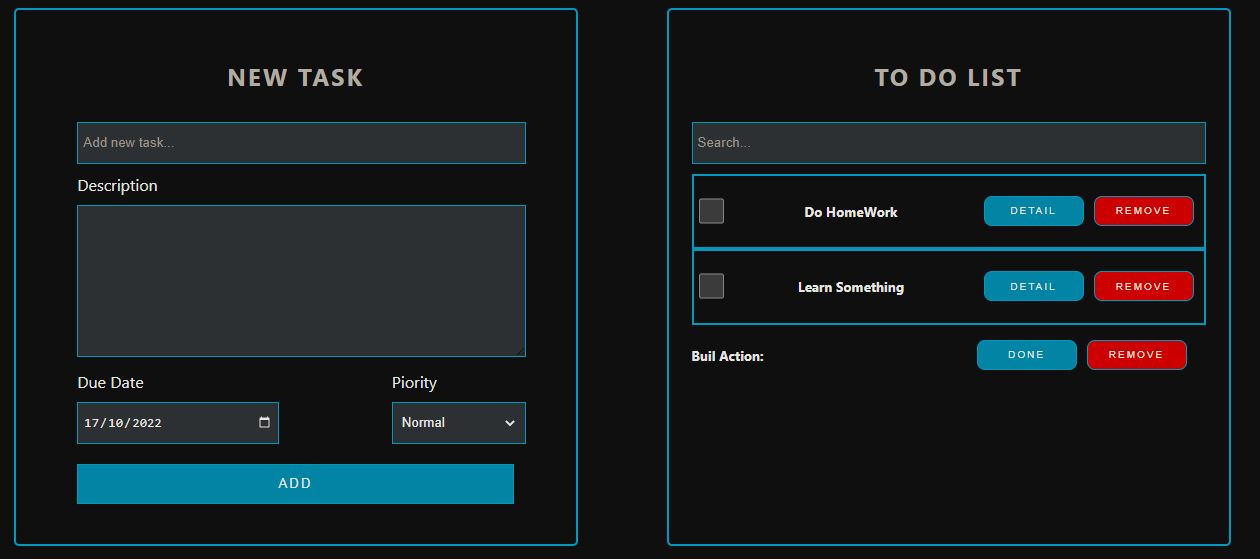 NEW TASK
Add new task...
Description
Due Date
Piority
17/10/2022
Normal
ADD
TO DO LIST
Search...
Do HomeWork
DETAIL
REMOVE
Learn Something
DETAIL
REMOVE
Buil Action:
DONE
REMOVE